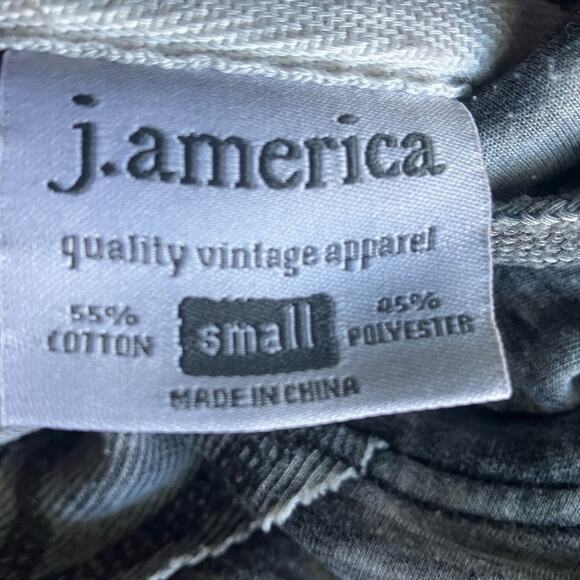 j.america
quality vintage apparel
55% small 45%
COTTON POLYESTER
MADE IN CHINA